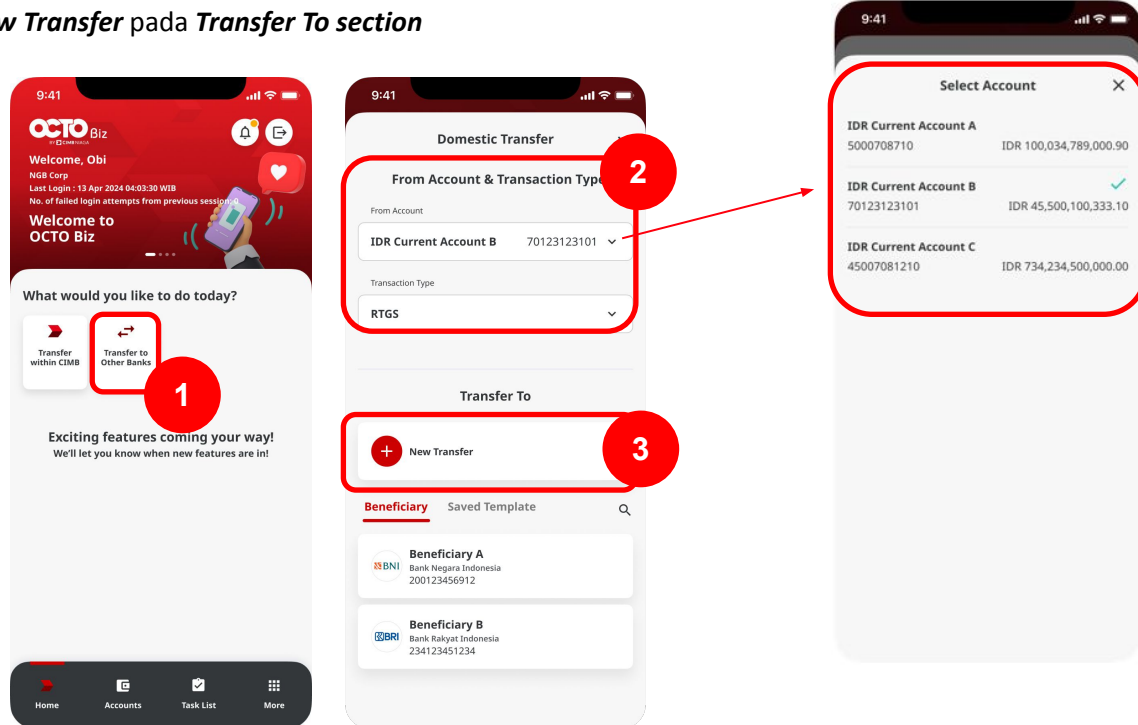 w Transfer pada Transfer To section
9:41
OCTO Biz
BY CIMB NIAGA
Welcome, Obi
NGB Corp
Last Login : 13 Apr 2024 04:03:30 WIB
No. of failed login attempts from previous session:
Welcome to
OCTO Biz
What would you like to do today?
Transfer
within CIMB
Transfer to
Other Banks
1
Exciting features coming your way!
We'll let you know when new features are in!
Home
Accounts
Task List
More
9:41
Domestic Transfer
2
From Account & Transaction Type
From Account
IDR Current Account B 70123123101
Transaction Type
RTGS
Transfer To
New Transfer
3
Beneficiary Saved Template
BNI
Beneficiary A
Bank Negara Indonesia
200123456912
BRI
Beneficiary B
Bank Rakyat Indonesia
234123451234
9:41
Select Account
IDR Current Account A
5000708710 IDR 100,034,789,000.90
IDR Current Account B
70123123101 IDR 45,500,100,333.10
IDR Current Account C
45007081210 IDR 734,234,500,000.00